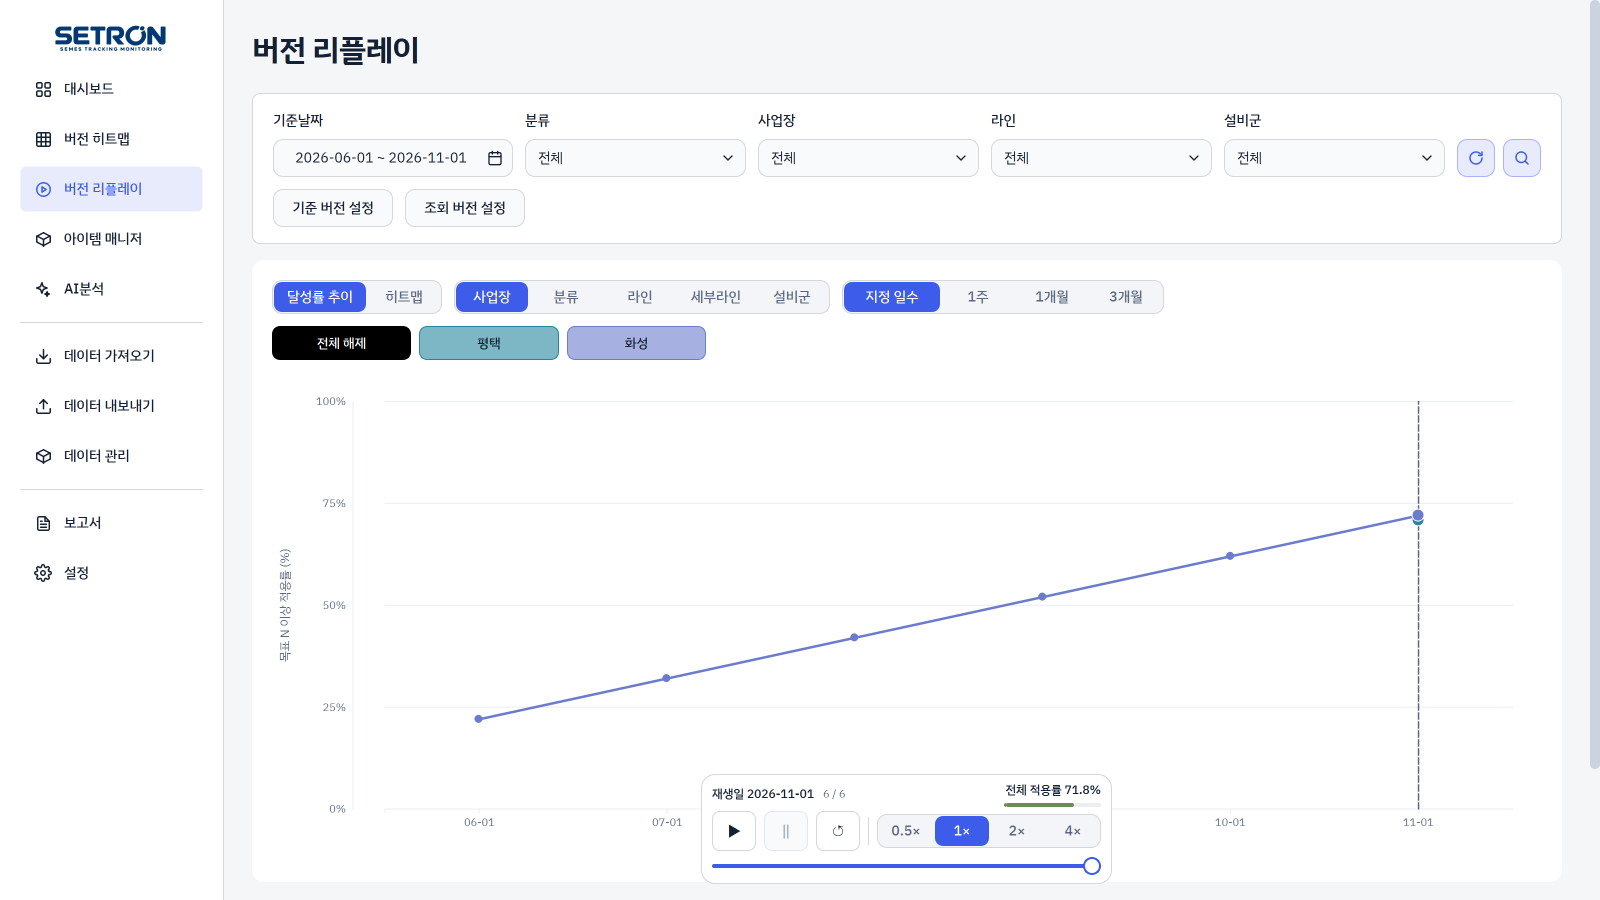 SETRON
SEMES TRACKING MONITORING
대시보드
버전 히트맵
버전 리플레이
아이템 매니저
AI분석
데이터 가져오기
데이터 내보내기
데이터 관리
보고서
설정
버전 리플레이
기준날짜
분류
사업장
라인
설비군
2026-06-01 ~ 2026-11-01
전체
전체
전체
전체
기준 버전 설정
조회 버전 설정
달성률 추이
히트맵
사업장
분류
라인
세부라인
설비군
지정 일수
1주
1개월
3개월
전체 해제
평택
화성
목표 N 이상 적용률 (%)
100%
75%
50%
25%
0%
06-01
07-01
10-01
11-01
재생일 2026-11-01
6 / 6
전체 적용률 71.8%
0.5×
1×
2×
4×